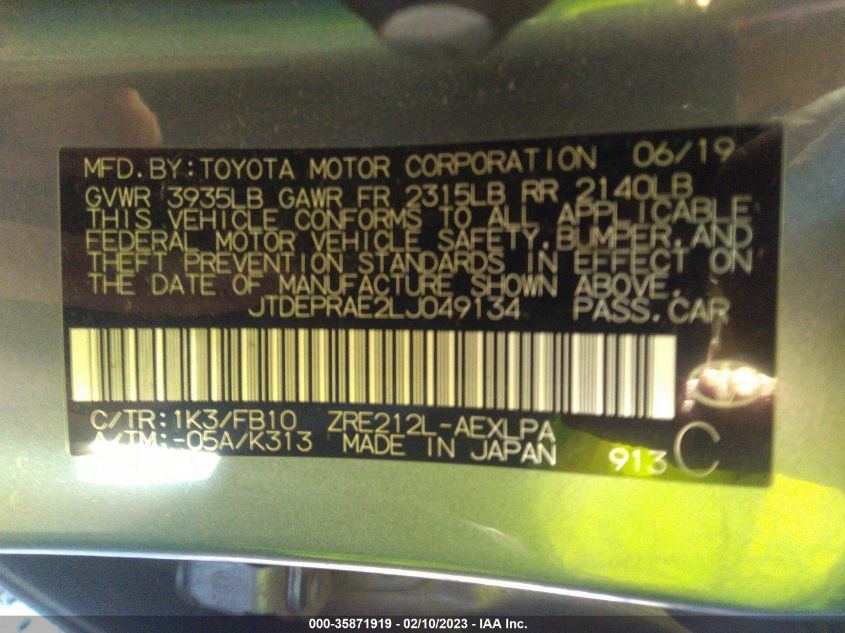 MFD.BY:TOYOTA MOTOR CORPORATION 06/19
GVWR 3935LB GAWR FR 2315LB RR 2140LB
THIS VEHICLE CONFORMS TO ALL APPLICABLE
FEDERAL MOTOR VEHICLE SAFETY,BUMPER,AND
THEFT PREVENTION STANDARDS IN EFFECT ON
THE DATE OF MANUFACTURE SHOWN ABOVE.
JTDEPRAE2LJ049134 PASS.CAR
C/TR:1K3/FB10 ZRE212L-AEXLPA
A/TM:-05A/K313 MADE IN JAPAN 913 C
000-35871919 - 02/10/2023 - IAA Inc.